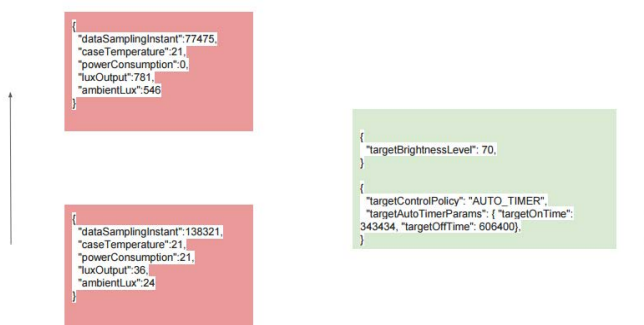 {
"dataSamplingInstant":77475,
"caseTemperature":21,
"powerConsumption":0,
"luxOutput":781,
"ambientLux":546
}
{
"targetBrightnessLevel": 70,
}
{
"targetControlPolicy": "AUTO_TIMER",
"targetAutoTimerParams": { "targetOnTime":
343434, "targetOffTime": 606400},
}
{
"dataSamplingInstant":138321,
"caseTemperature":21,
"powerConsumption":21,
"luxOutput":36,
"ambientLux":24
}